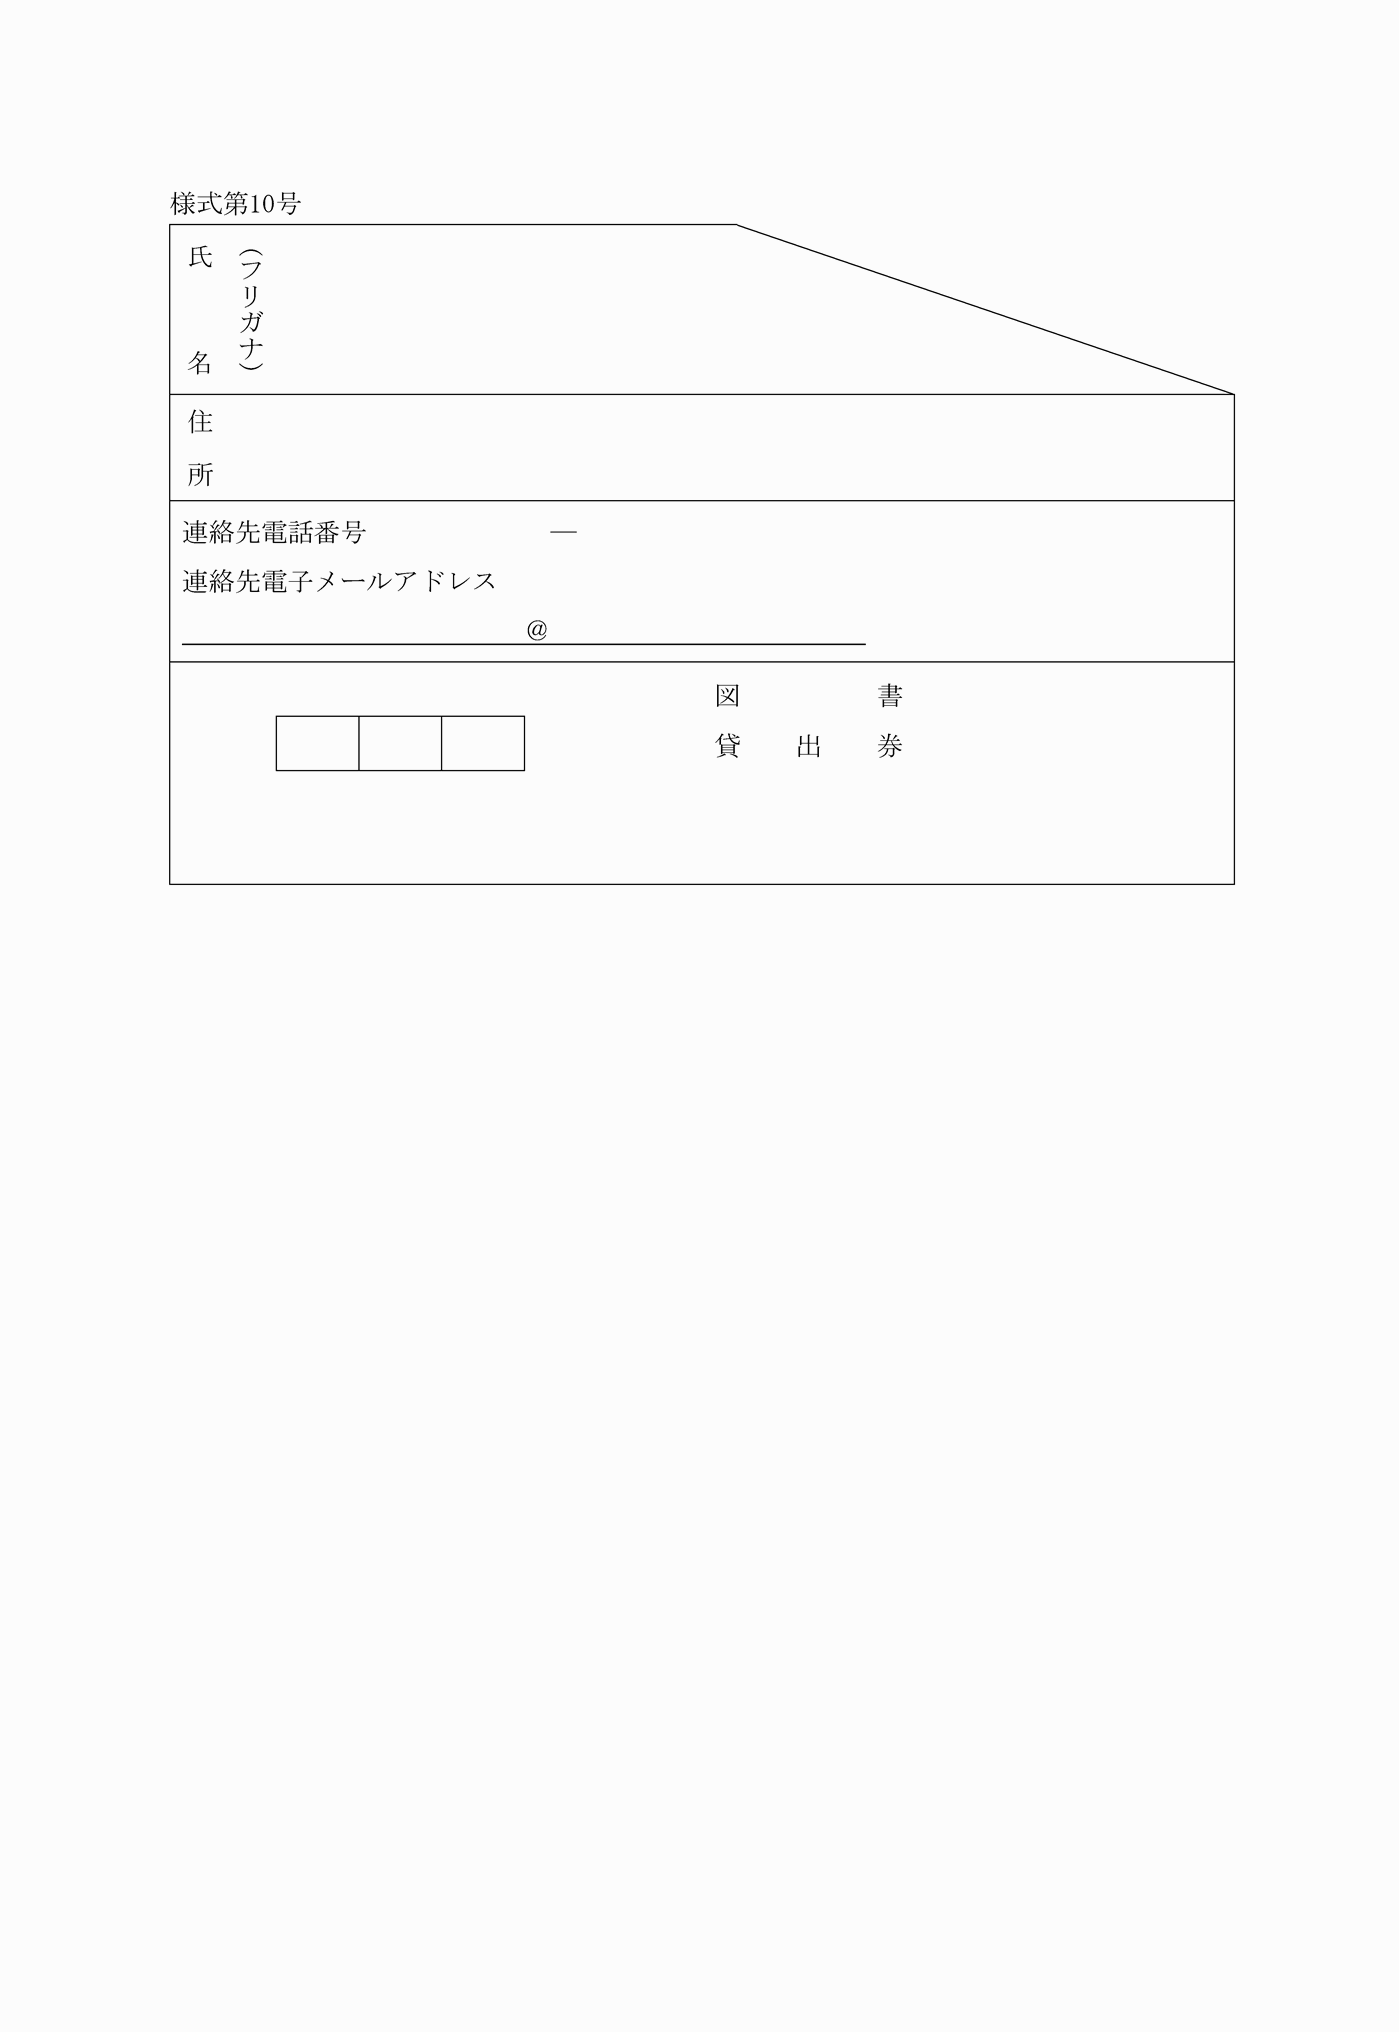 様式第10号
氏名
（フリガナ）
住
所
連絡先電話番号 ―
連絡先電子メールアドレス
@
図書
貸出券